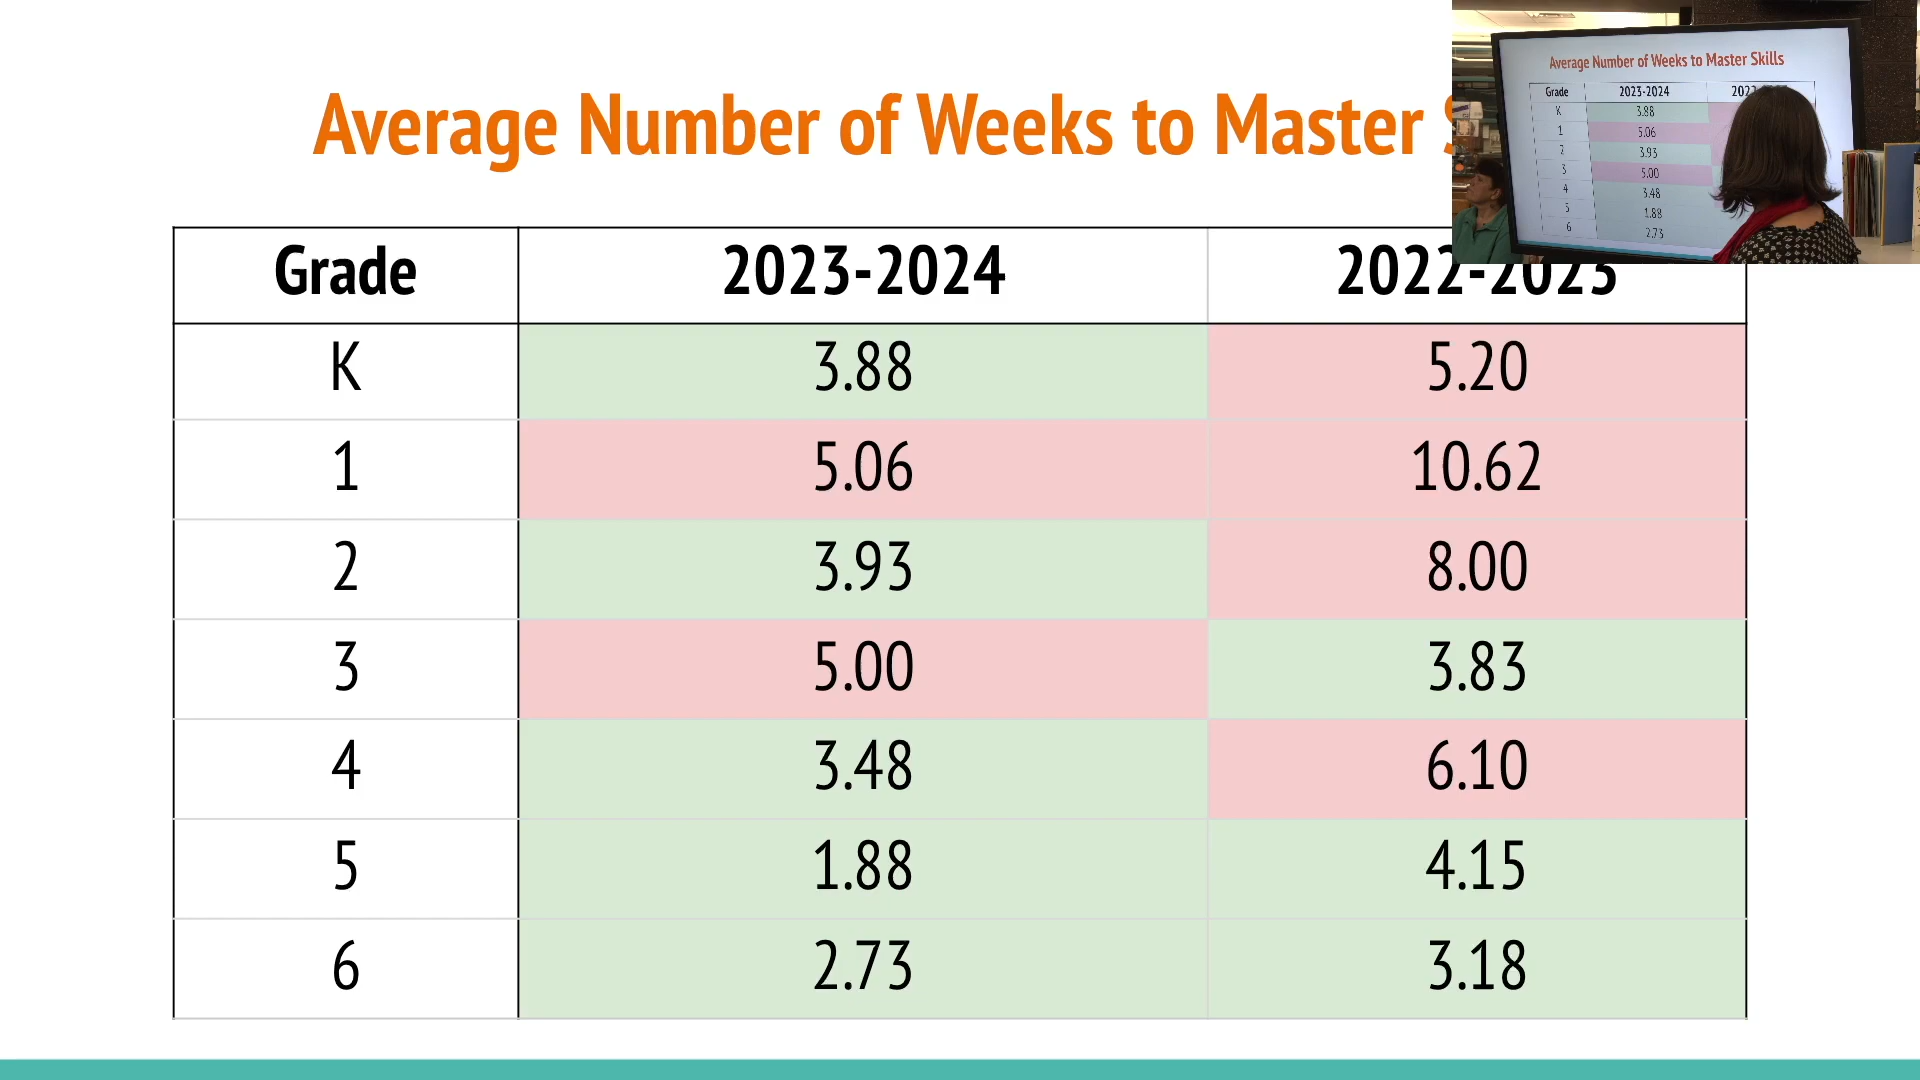 Average Number of Weeks to Master
Grade 2023-2024 2022-2023
K 3.88 5.20
1 5.06 10.62
2 3.93 8.00
3 5.00 3.83
4 3.48 6.10
5 1.88 4.15
6 2.73 3.18
Average Number of Weeks to Master Skills
Grade 2023-2024
K 3.88
1 5.06
2 3.93
3 5.00
4 3.48
5 1.88
6 2.73